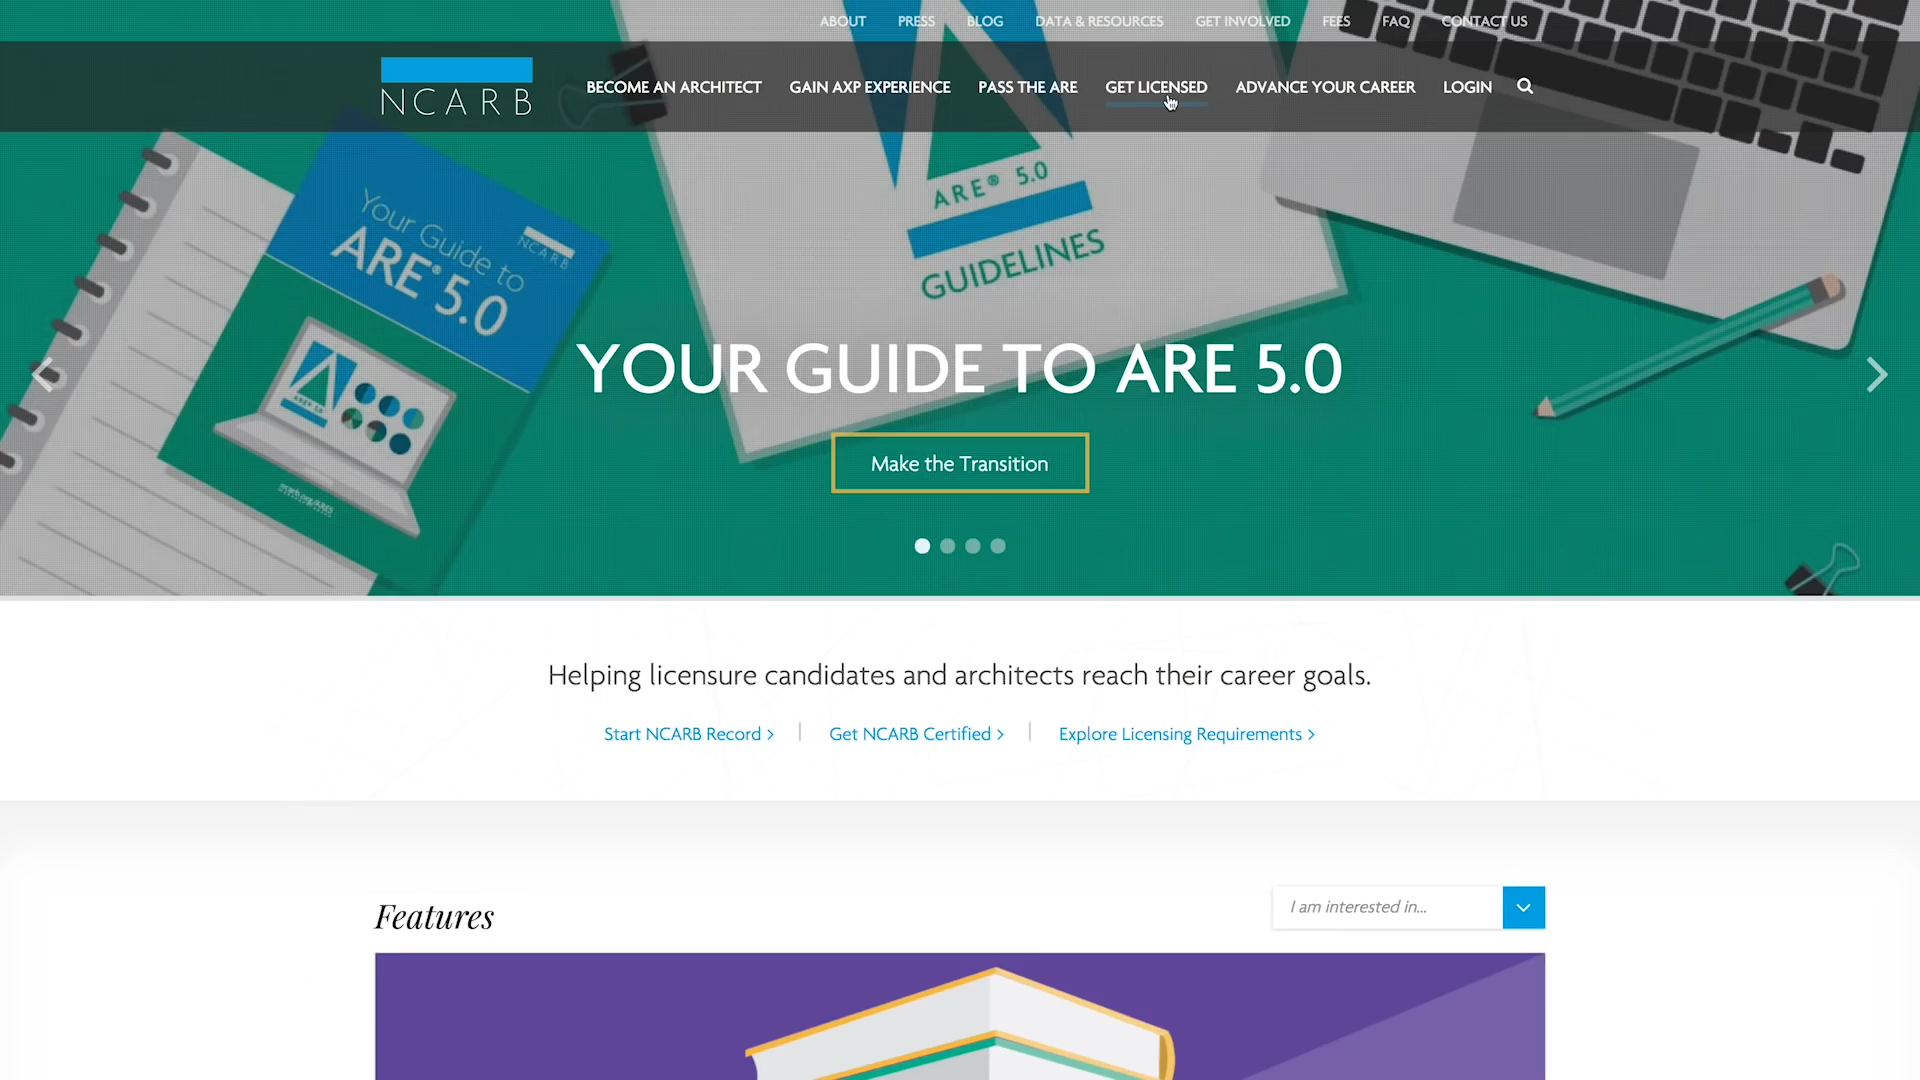 ABOUT PRESS BLOG DATA & RESOURCES GET INVOLVED FEES FAQ CONTACT US
NCARB
BECOME AN ARCHITECT GAIN AXP EXPERIENCE PASS THE ARE GET LICENSED ADVANCE YOUR CAREER LOGIN
ARE® 5.0
GUIDELINES
Your Guide to
ARE® 5.0
NCARB
YOUR GUIDE TO ARE 5.0
Make the Transition
Helping licensure candidates and architects reach their career goals.
Start NCARB Record > | Get NCARB Certified > | Explore Licensing Requirements >
Features
I am interested in...